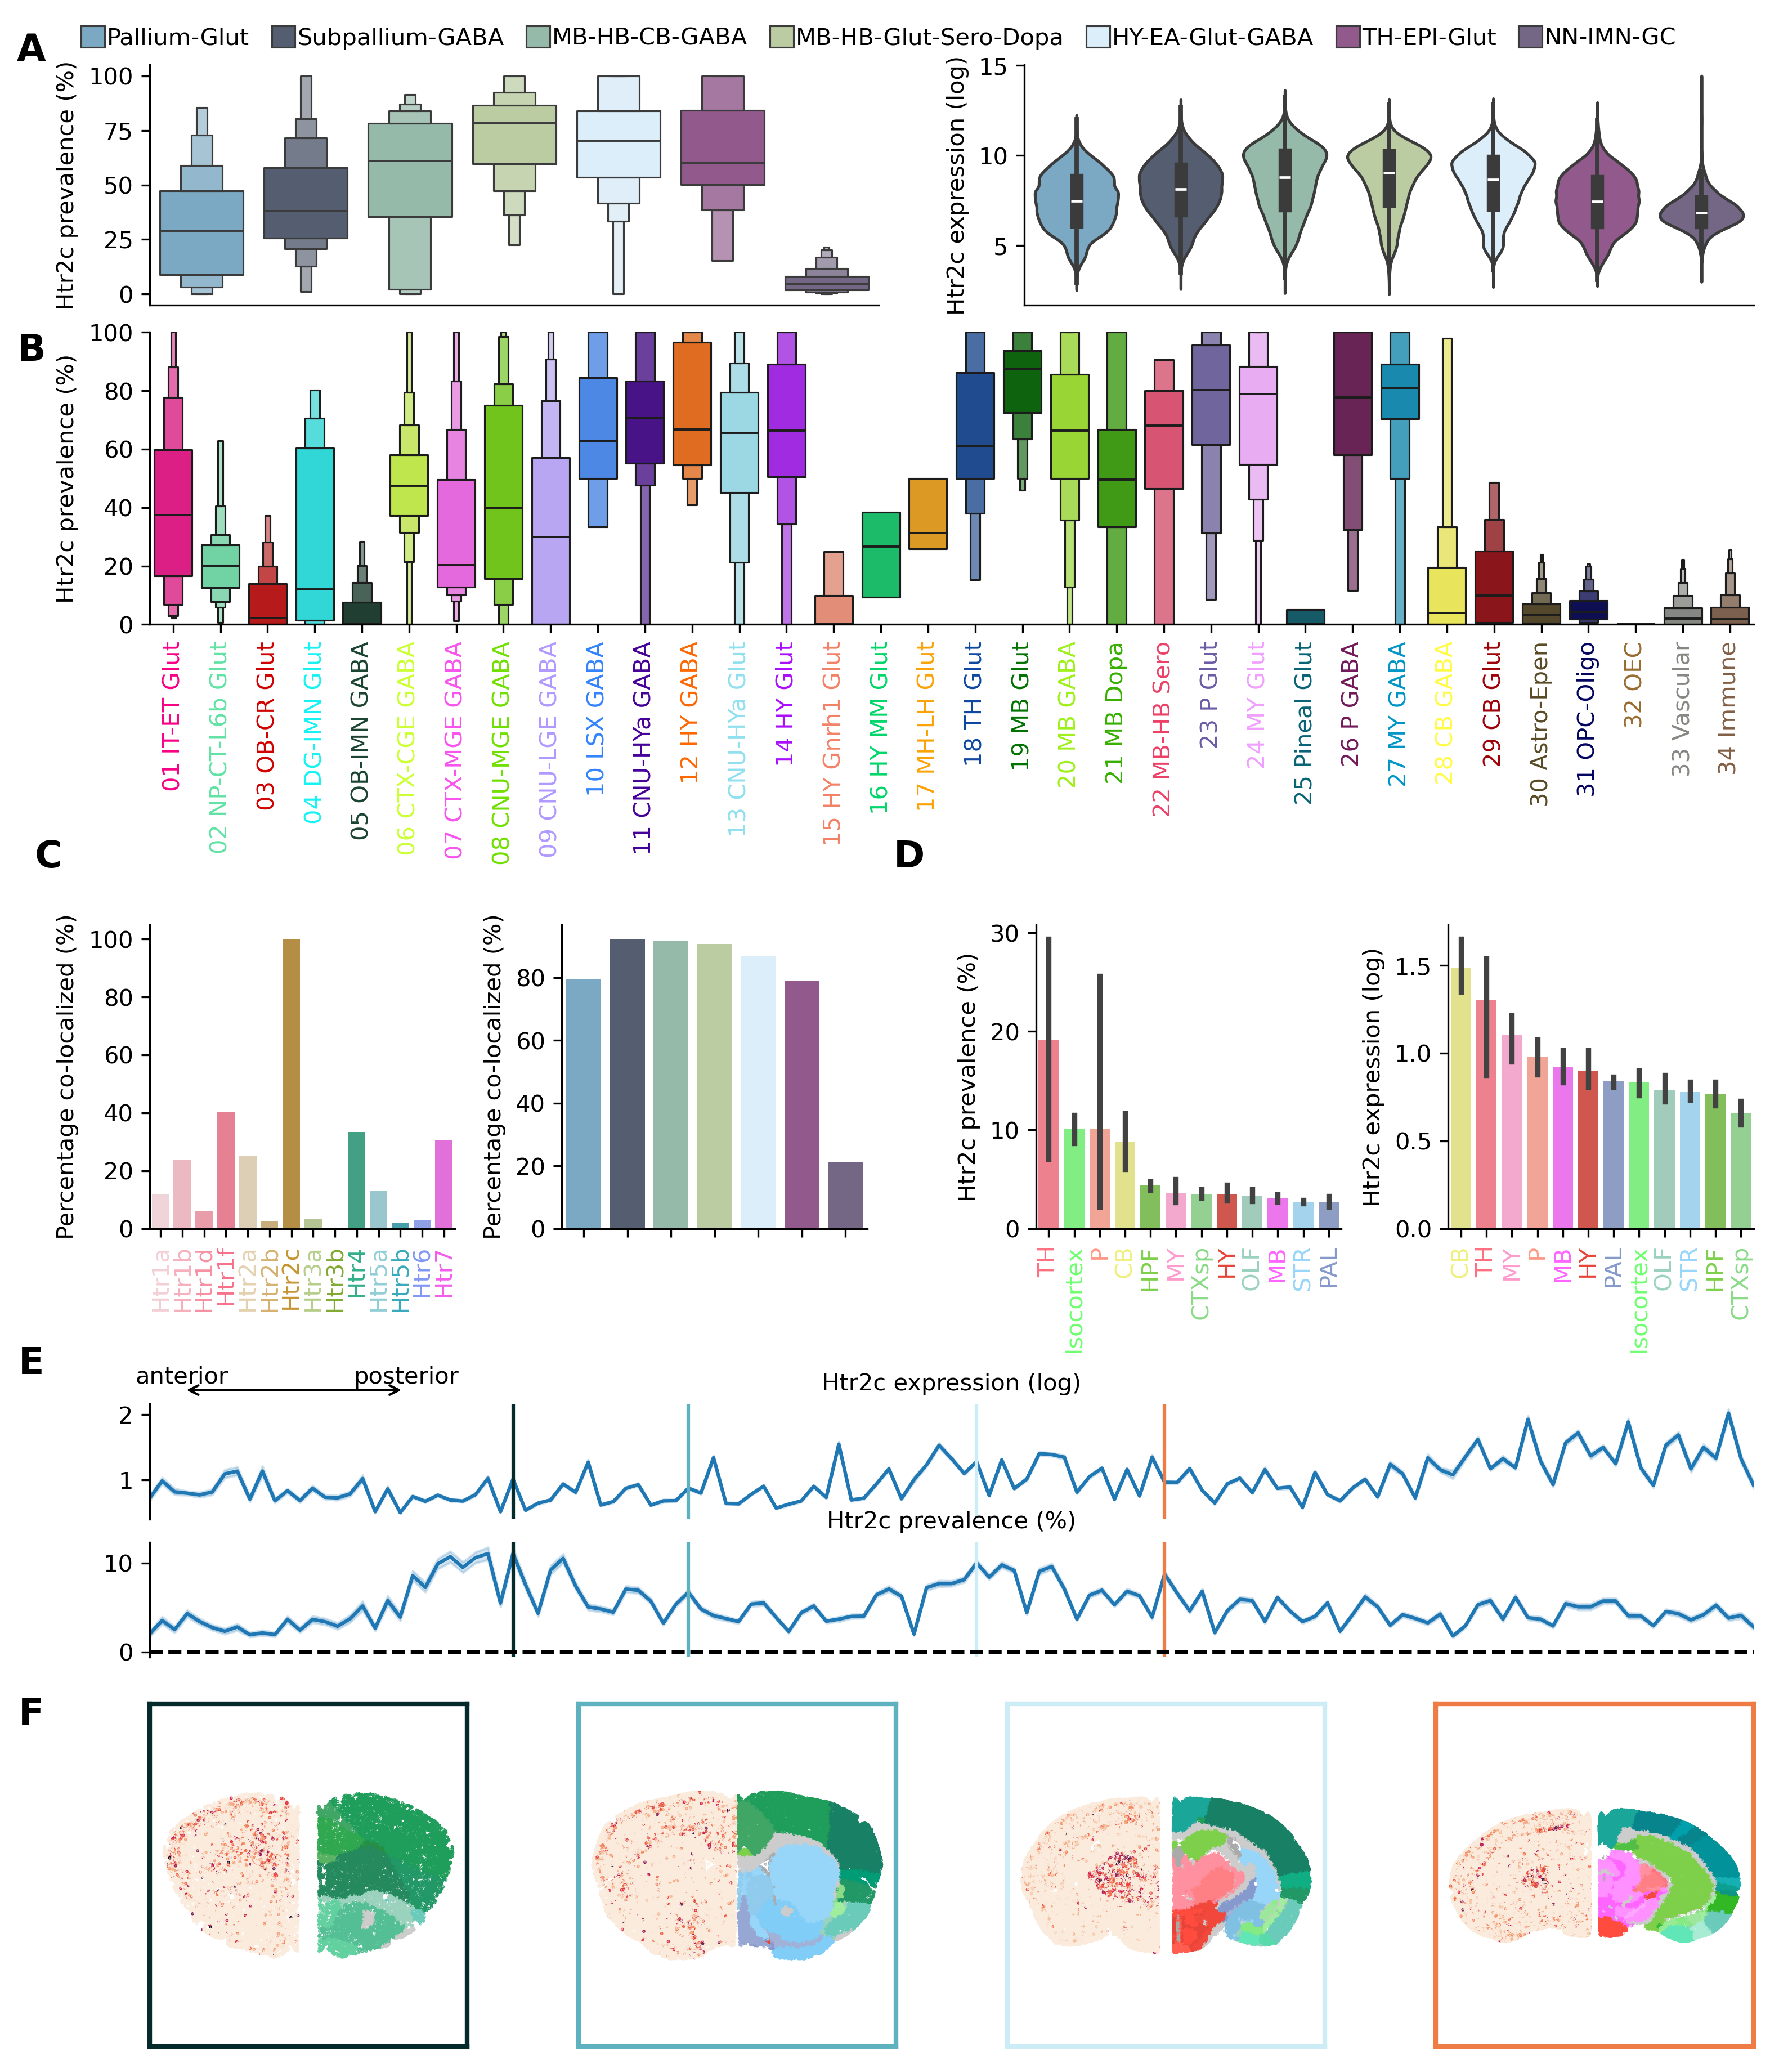 A
Pallium-Glut
Subpallium-GABA
MB-HB-CB-GABA
MB-HB-Glut-Sero-Dopa
HY-EA-Glut-GABA
TH-EPI-Glut
NN-IMN-GC
Htr2c prevalence (%)
100
75
50
25
0
Htr2c expression (log)
15
10
5
B
Htr2c prevalence (%)
100
80
60
40
20
0
01 IT-ET Glut
02 NP-CT-L6b Glut
03 OB-CR Glut
04 DG-IMN Glut
05 OB-IMN GABA
06 CTX-CGE GABA
07 CTX-MGE GABA
08 CNU-MGE GABA
09 CNU-LGE GABA
10 LSX GABA
11 CNU-HYa GABA
12 HY GABA
13 CNU-HYa Glut
14 HY Glut
15 HY Gnrh1 Glut
16 HY MM Glut
17 MH-LH Glut
18 TH Glut
19 MB Glut
20 MB GABA
21 MB Dopa
22 MB-HB Sero
23 P Glut
24 MY Glut
25 Pineal Glut
26 P GABA
27 MY GABA
28 CB GABA
29 CB Glut
30 Astro-Epen
31 OPC-Oligo
32 OEC
33 Vascular
34 Immune
C
Percentage co-localized (%)
100
80
60
40
20
0
Htr1a
Htr1b
Htr1d
Htr1f
Htr2a
Htr2b
Htr2c
Htr3a
Htr3b
Htr4
Htr5a
Htr5b
Htr6
Htr7
Percentage co-localized (%)
80
60
40
20
0
D
Htr2c prevalence (%)
30
20
10
0
TH
Isocortex
P
CB
HPF
MY
CTXsp
HY
OLF
MB
STR
PAL
Htr2c expression (log)
1.5
1.0
0.5
0.0
CB
TH
MY
P
MB
HY
PAL
Isocortex
OLF
STR
HPF
CTXsp
E
anterior
posterior
Htr2c expression (log)
2
1
Htr2c prevalence (%)
10
0
F